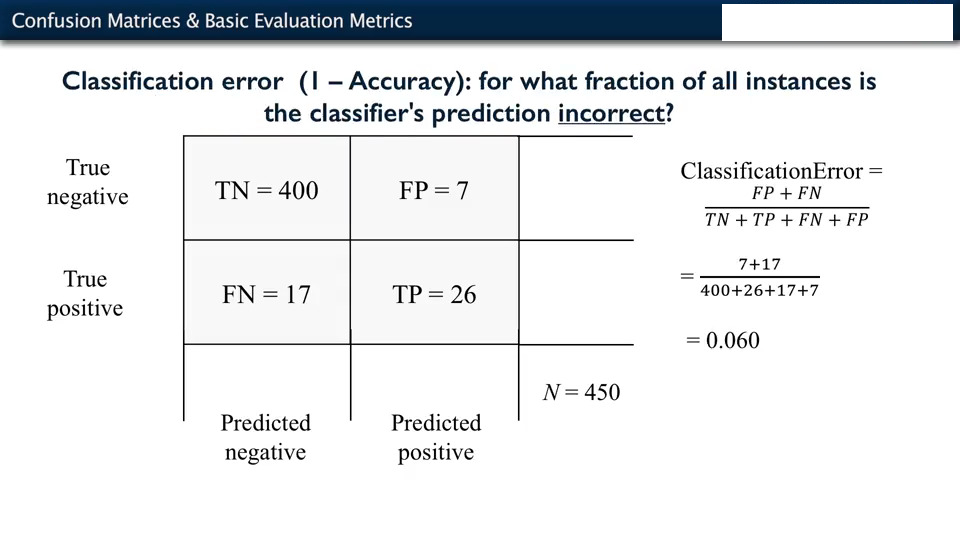 Confusion Matrices & Basic Evaluation Metrics
Classification error  (1 – Accuracy): for what fraction of all instances is
the classifier's prediction incorrect?
True
negative
TN = 400
FP = 7
True
positive
FN = 17
TP = 26
N = 450
Predicted
negative
Predicted
positive
ClassificationError =
FP + FN
TN + TP + FN + FP
= 7+17
400+26+17+7
= 0.060